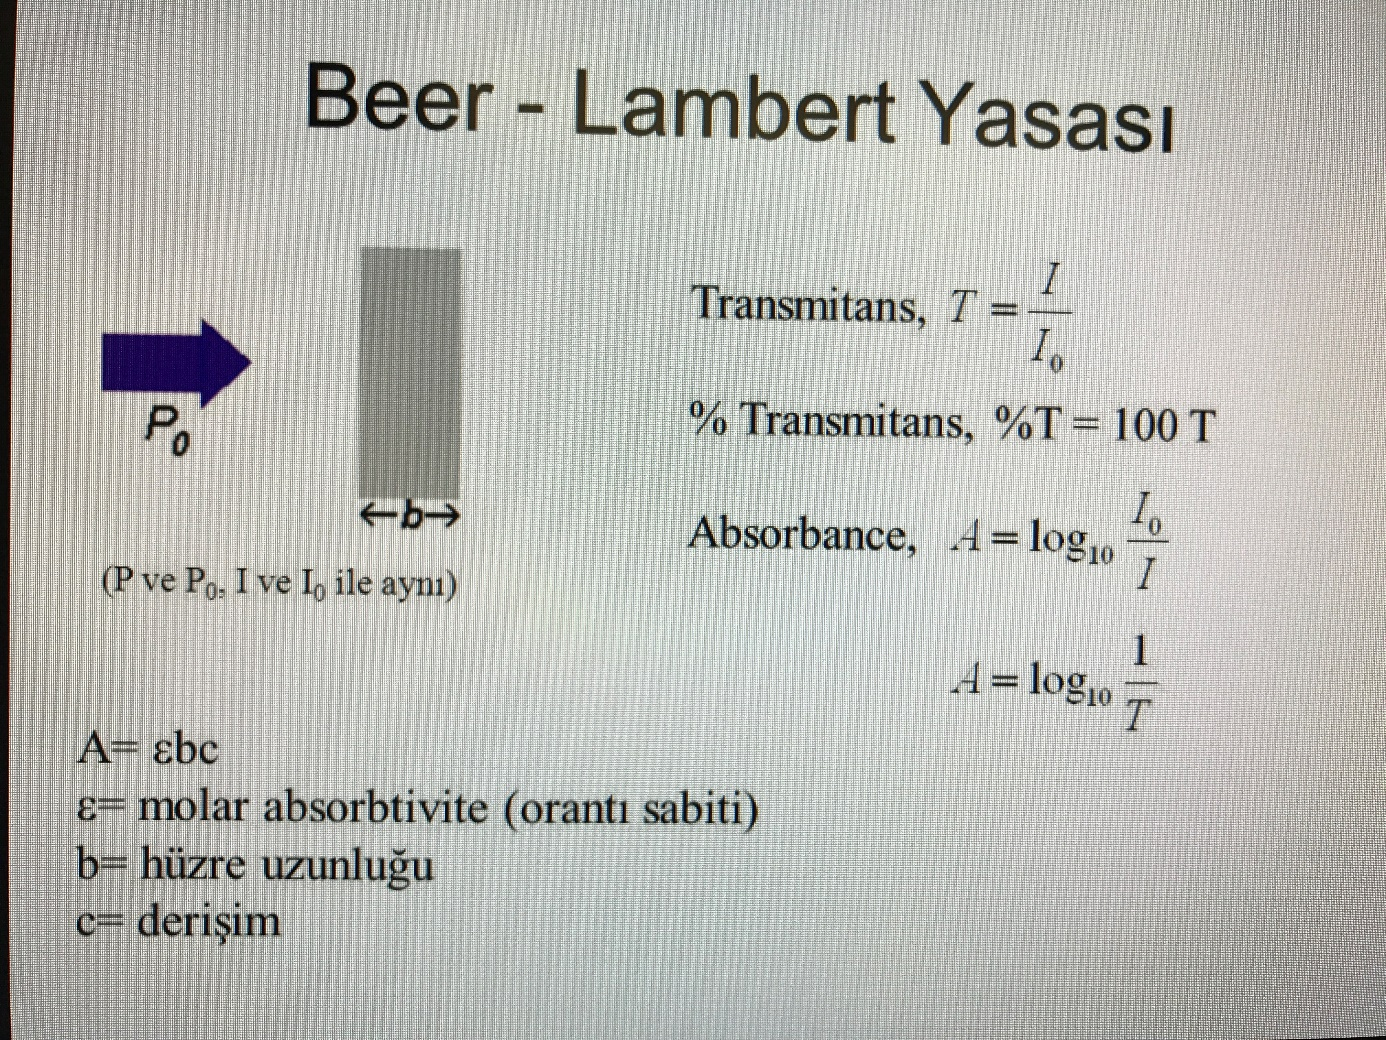 Beer - Lambert Yasası
P₀
←b→
(P ve P₀, I ve I₀ ile aynı)
Transmitans, T = I / I₀
% Transmitans, %T = 100 T
Absorbance, A = log₁₀ I₀ / I
A = log₁₀ 1 / T
A= εbc
ε= molar absorbtivite (orantı sabiti)
b= hüzre uzunluğu
c= derişim